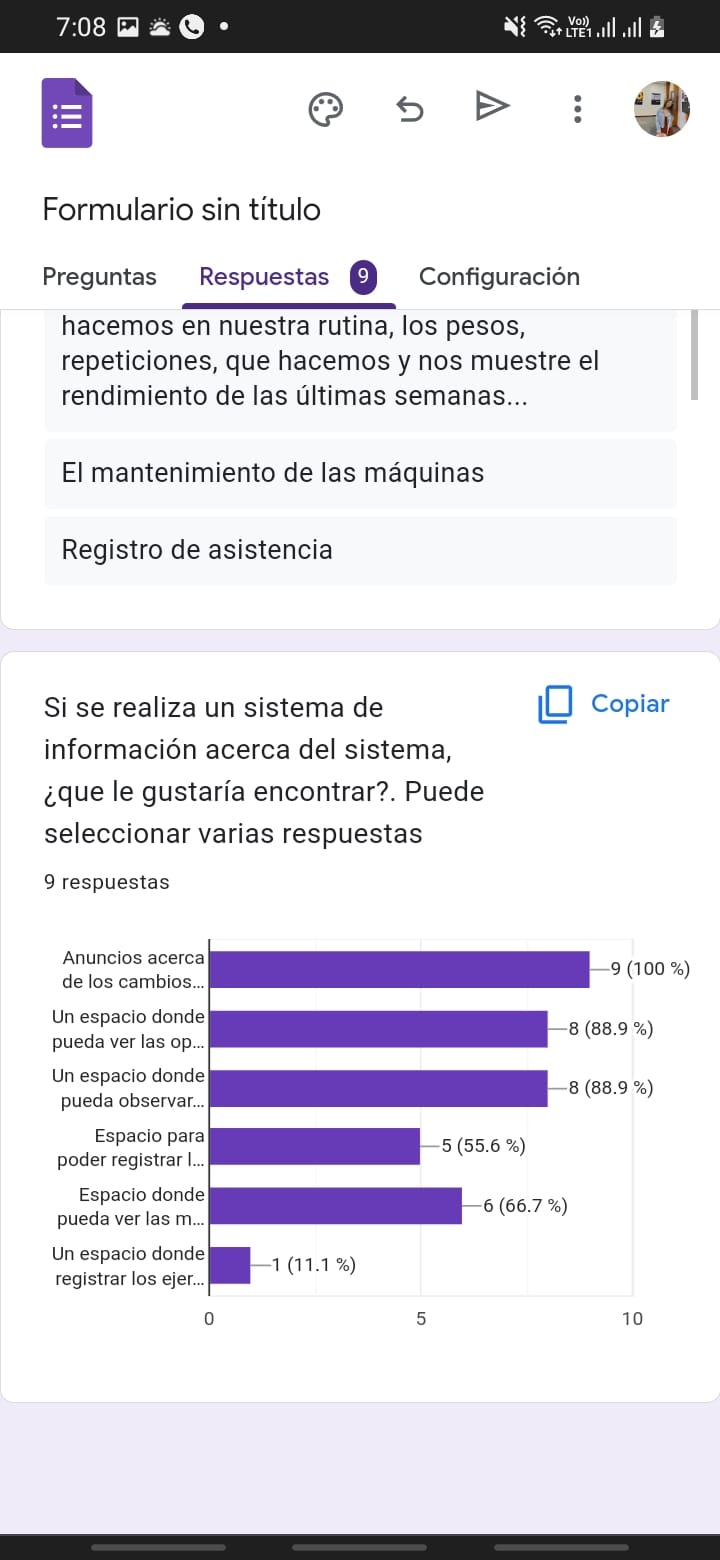 7:08
Vo))
LTE1
Formulario sin título
Preguntas
Respuestas
9
Configuración
hacemos en nuestra rutina, los pesos,
repeticiones, que hacemos y nos muestre el
rendimiento de las últimas semanas...
El mantenimiento de las máquinas
Registro de asistencia
Si se realiza un sistema de
información acerca del sistema,
¿que le gustaría encontrar?. Puede
seleccionar varias respuestas
Copiar
9 respuestas
Anuncios acerca
de los cambios...
9 (100 %)
Un espacio donde
pueda ver las op...
8 (88.9 %)
Un espacio donde
pueda observar...
8 (88.9 %)
Espacio para
poder registrar l...
5 (55.6 %)
Espacio donde
pueda ver las m...
6 (66.7 %)
Un espacio donde
registrar los ejer...
1 (11.1 %)
0
5
10